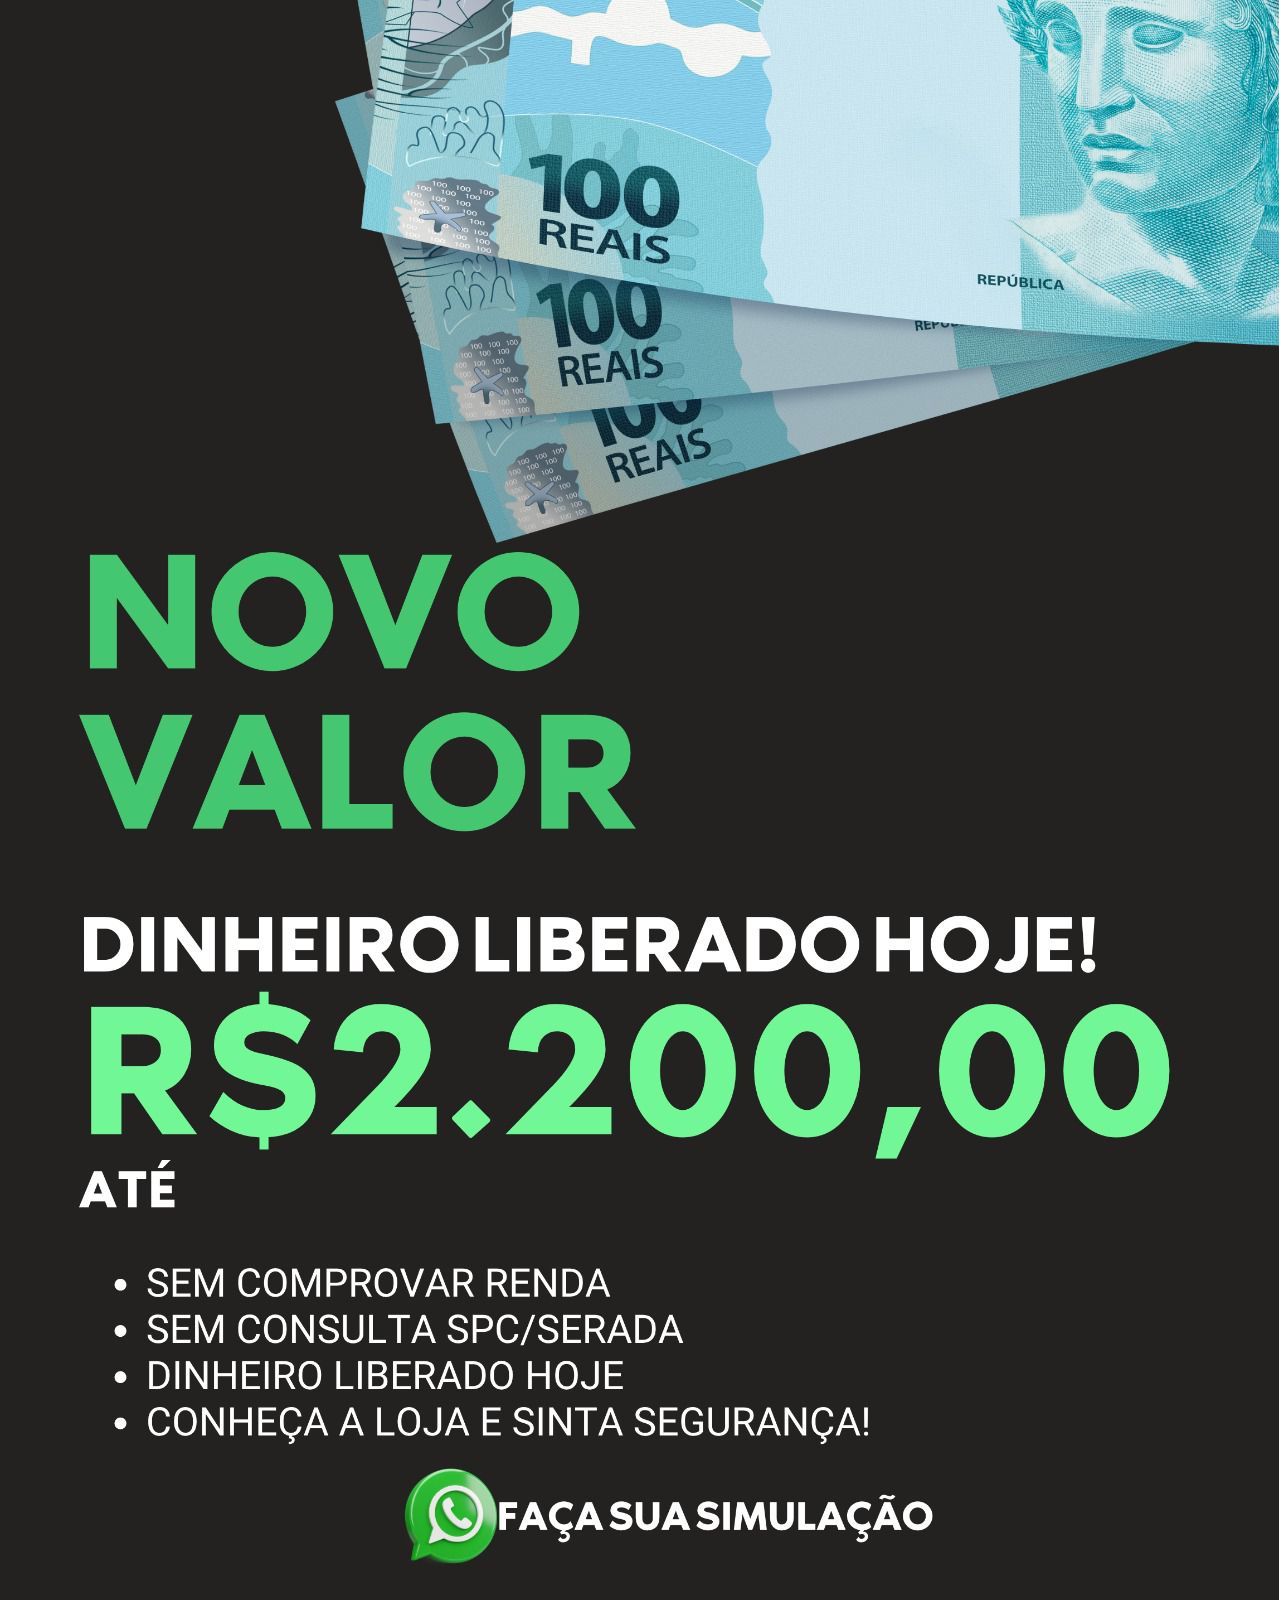 100
REAIS
REPÚBLICA
100
REAIS
100
REAIS
NOVO
VALOR
DINHEIRO LIBERADO HOJE!
R$2.200,00
ATÉ
• SEM COMPROVAR RENDA
• SEM CONSULTA SPC/SERADA
• DINHEIRO LIBERADO HOJE
• CONHEÇA A LOJA E SINTA SEGURANÇA!
FAÇA SUA SIMULAÇÃO